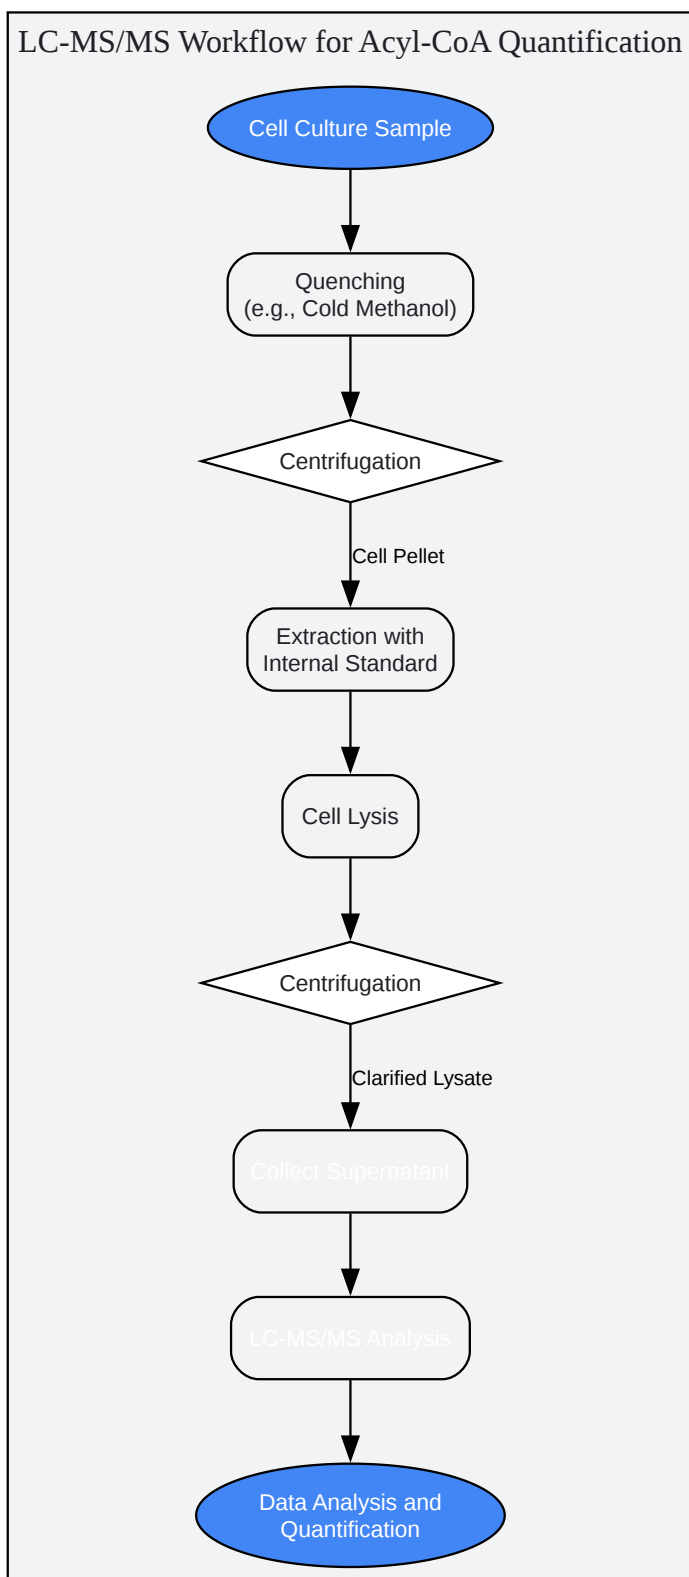 LC-MS/MS Workflow for Acyl-CoA Quantification
Cell Culture Sample
Quenching
(e.g., Cold Methanol)
Centrifugation
Cell Pellet
Extraction with
Internal Standard
Cell Lysis
Centrifugation
Clarified Lysate
Collect Supernatant
LC-MS/MS Analysis
Data Analysis and
Quantification